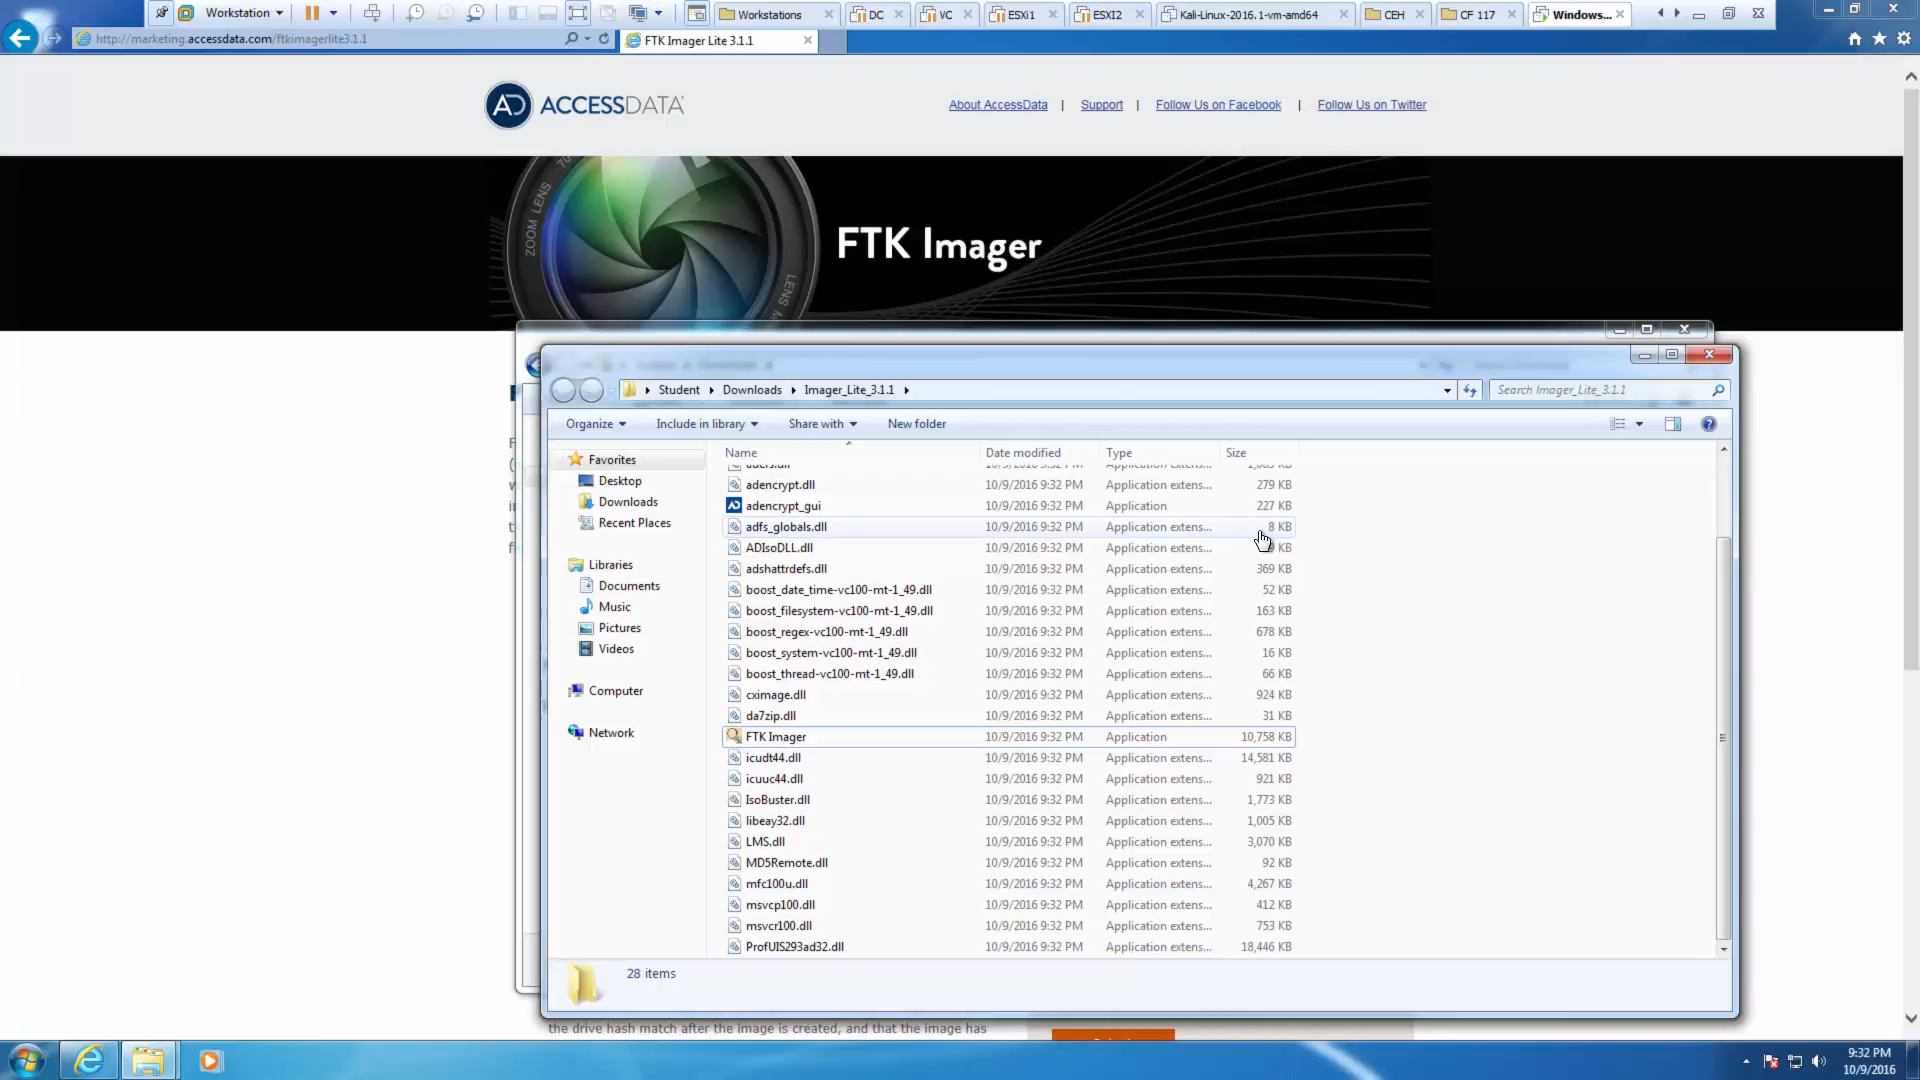 Workstation
Workstations
DC
VC
ESXi1
ESXI2
Kali-Linux-2016.1-vm-amd64
CEH
CF 117
Windows...
http://marketing.accessdata.com/ftkimagerlite3.1.1
FTK Imager Lite 3.1.1
AD ACCESSDATA
About AccessData | Support | Follow Us on Facebook | Follow Us on Twitter
ZOOM LENS
FTK Imager
Student Downloads Imager_Lite_3.1.1
Search Imager_Lite_3.1.1
Organize Include in library Share with New folder
Name Date modified Type Size
Favorites
Desktop
Downloads
Recent Places
Libraries
Documents
Music
Pictures
Videos
Computer
Network
adencrypt.dll 10/9/2016 9:32 PM Application extens... 279 KB
adencrypt_gui 10/9/2016 9:32 PM Application 227 KB
adfs_globals.dll 10/9/2016 9:32 PM Application extens... 8 KB
ADIsoDLL.dll 10/9/2016 9:32 PM Application extens... KB
adshattrdefs.dll 10/9/2016 9:32 PM Application extens... 369 KB
boost_date_time-vc100-mt-1_49.dll 10/9/2016 9:32 PM Application extens... 52 KB
boost_filesystem-vc100-mt-1_49.dll 10/9/2016 9:32 PM Application extens... 163 KB
boost_regex-vc100-mt-1_49.dll 10/9/2016 9:32 PM Application extens... 678 KB
boost_system-vc100-mt-1_49.dll 10/9/2016 9:32 PM Application extens... 16 KB
boost_thread-vc100-mt-1_49.dll 10/9/2016 9:32 PM Application extens... 66 KB
cximage.dll 10/9/2016 9:32 PM Application extens... 924 KB
da7zip.dll 10/9/2016 9:32 PM Application extens... 31 KB
FTK Imager 10/9/2016 9:32 PM Application 10,758 KB
icudt44.dll 10/9/2016 9:32 PM Application extens... 14,581 KB
icuuc44.dll 10/9/2016 9:32 PM Application extens... 921 KB
IsoBuster.dll 10/9/2016 9:32 PM Application extens... 1,773 KB
libeay32.dll 10/9/2016 9:32 PM Application extens... 1,005 KB
LMS.dll 10/9/2016 9:32 PM Application extens... 3,070 KB
MD5Remote.dll 10/9/2016 9:32 PM Application extens... 92 KB
mfc100u.dll 10/9/2016 9:32 PM Application extens... 4,267 KB
msvcp100.dll 10/9/2016 9:32 PM Application extens... 412 KB
msvcr100.dll 10/9/2016 9:32 PM Application extens... 753 KB
ProfUIS293ad32.dll 10/9/2016 9:32 PM Application extens... 18,446 KB
28 items
the drive hash match after the image is created, and that the image has
9:32 PM
10/9/2016